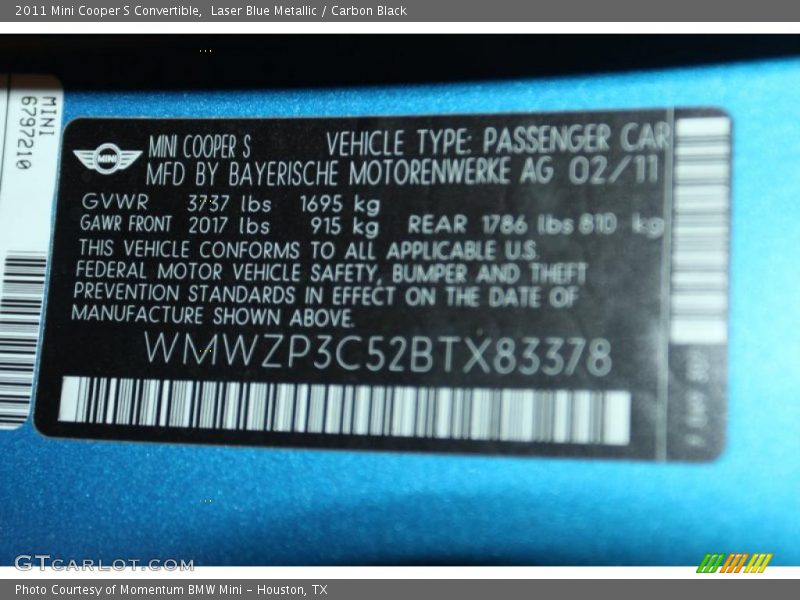 2011 Mini Cooper S Convertible, Laser Blue Metallic / Carbon Black
MINI
6797210
MINI
MINI COOPER S VEHICLE TYPE: PASSENGER CAR
MFD BY BAYERISCHE MOTORENWERKE AG 02/11
GVWR 3737 lbs 1695 kg
GAWR FRONT 2017 lbs 915 kg REAR 1786 lbs 810 kg
THIS VEHICLE CONFORMS TO ALL APPLICABLE U.S.
FEDERAL MOTOR VEHICLE SAFETY, BUMPER AND THEFT
PREVENTION STANDARDS IN EFFECT ON THE DATE OF
MANUFACTURE SHOWN ABOVE.
WMWZP3C52BTX83378
GTCARLOT.COM
Photo Courtesy of Momentum BMW Mini - Houston, TX